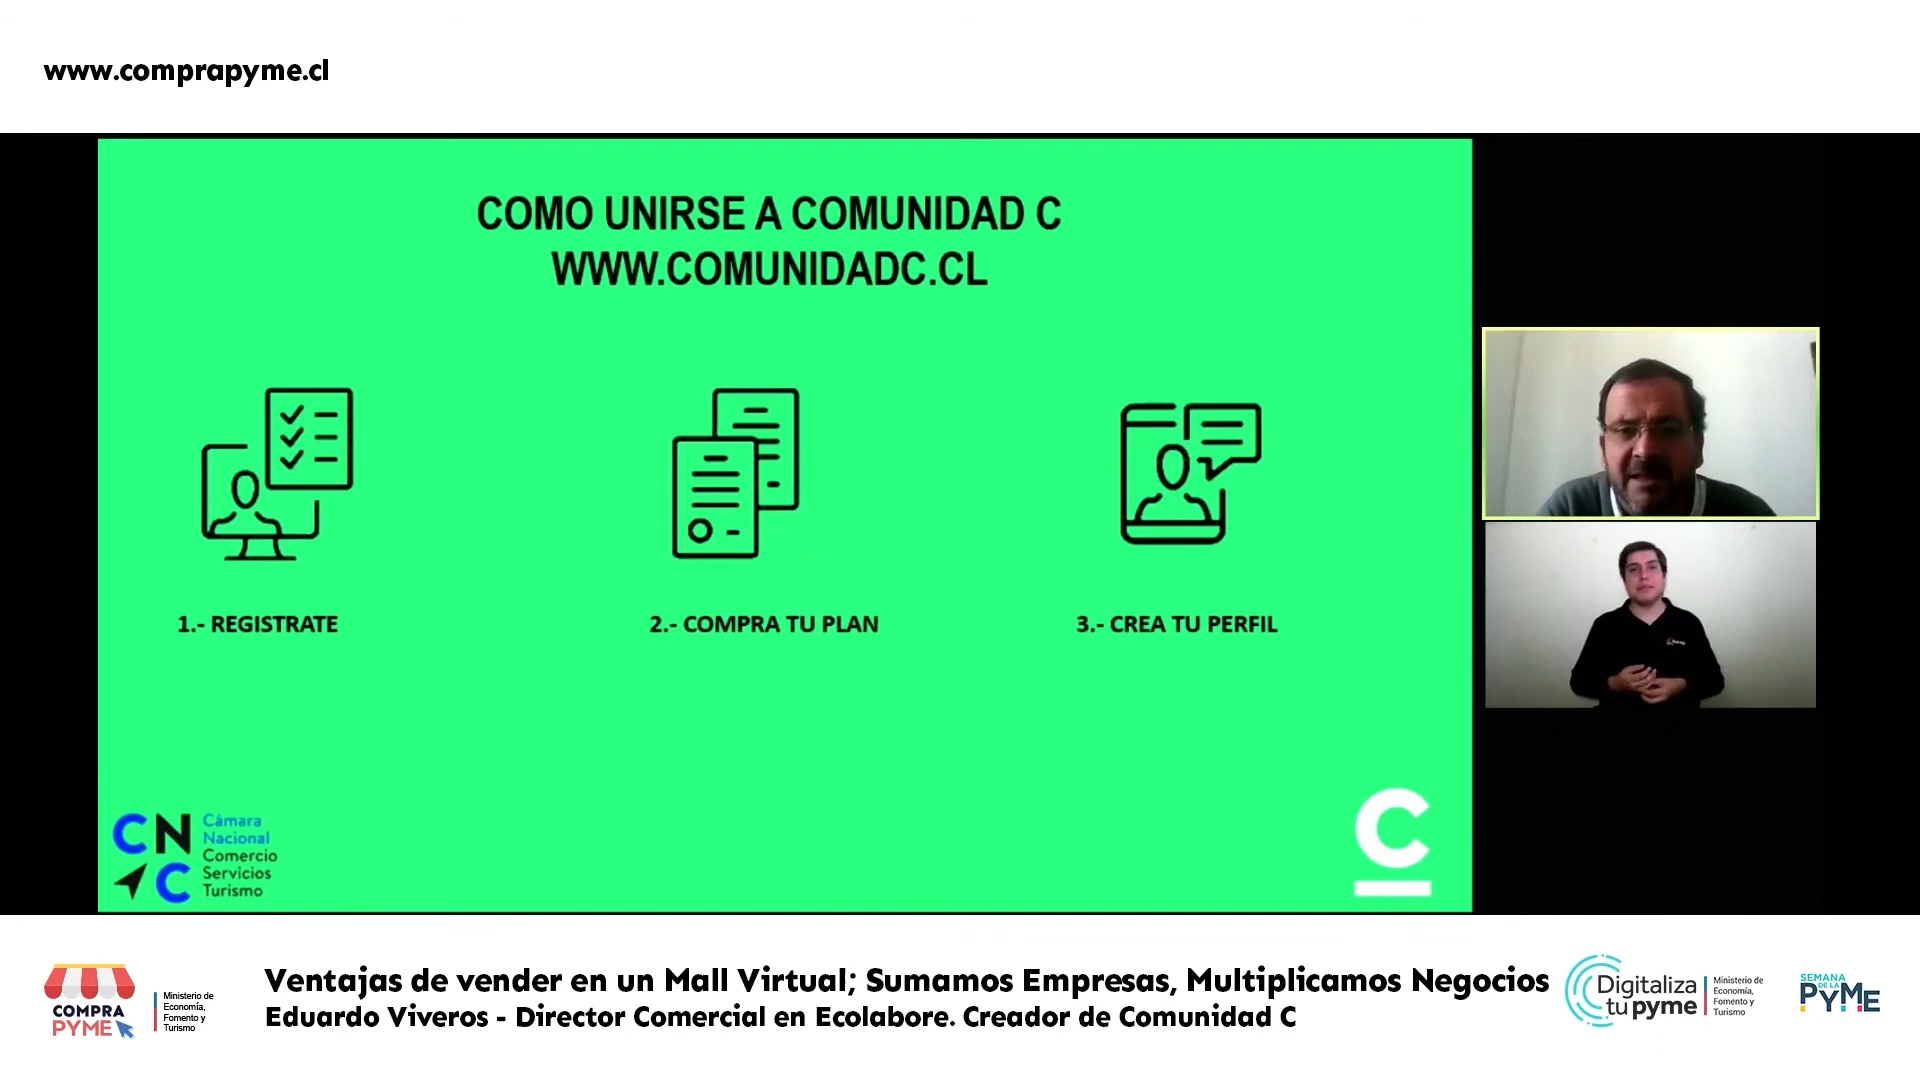 www.comprapyme.cl
COMO UNIRSE A COMUNIDAD C
WWW.COMUNIDADC.CL
1.- REGISTRATE
2.- COMPRA TU PLAN
3.- CREA TU PERFIL
CN
C
Cámara
Nacional
Comercio
Servicios
Turismo
C
COMPRA
PYME
Ministerio de
Economía,
Fomento y
Turismo
Ventajas de vender en un Mall Virtual; Sumamos Empresas, Multiplicamos Negocios
Eduardo Viveros - Director Comercial en Ecolabore. Creador de Comunidad C
Digitaliza
tu pyme
Ministerio de
Economía,
Fomento y
Turismo
SEMANA
DE LA
PYME